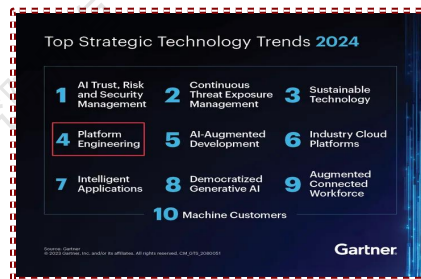 Top Strategic Technology Trends 2024
1 AI Trust, Risk
and Security
Management
2 Continuous
Threat Exposure
Management
3 Sustainable
Technology
4 Platform
Engineering
5 AI-Augmented
Development
6 Industry Cloud
Platforms
7 Intelligent
Applications
8 Democratized
Generative AI
9 Augmented
Connected
Workforce
10 Machine Customers
Source: Gartner
© 2023 Gartner, Inc. and/or its affiliates. All rights reserved.
Gartner